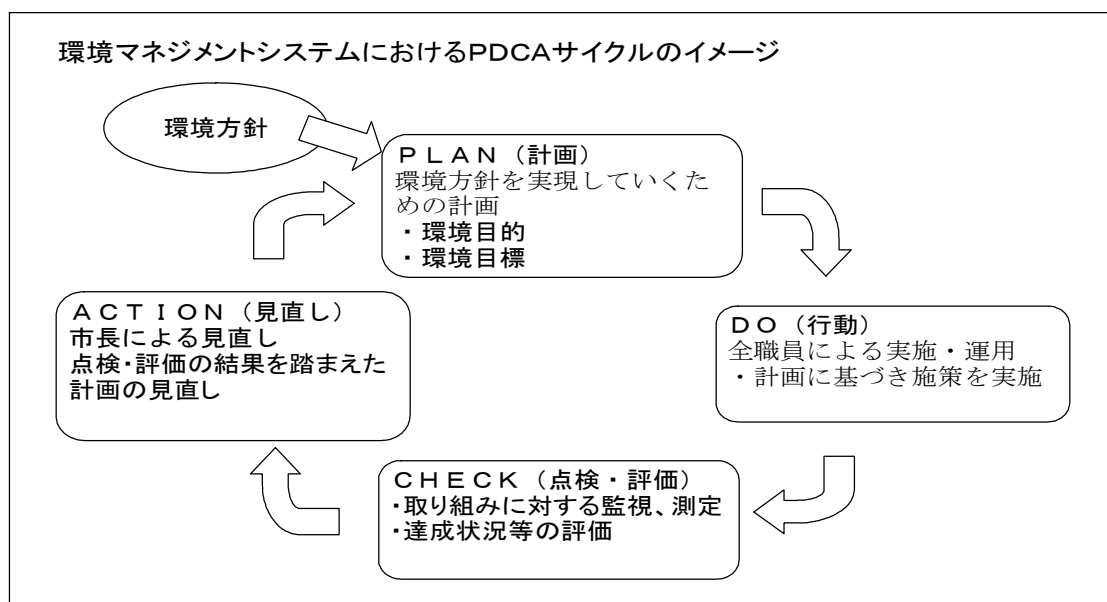 環境マネジメントシステムにおけるPDCAサイクルのイメージ
環境方針
ＰＬＡＮ（計画）
環境方針を実現していくた
めの計画
・環境目的
・環境目標
ＤＯ（行動）
全職員による実施・運用
・計画に基づき施策を実施
ＣＨＥＣＫ（点検・評価）
・取り組みに対する監視、測定
・達成状況等の評価
ＡＣＴＩＯＮ（見直し）
市長による見直し
点検・評価の結果を踏まえた
計画の見直し